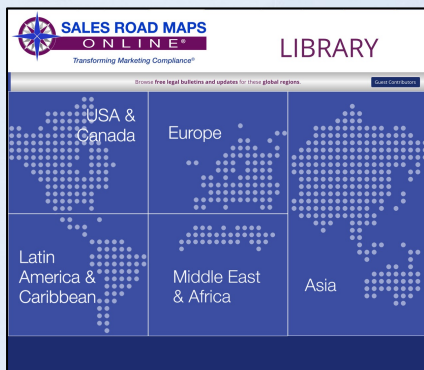 SALES ROAD MAPS
ONLINE®
Transforming Marketing Compliance®
LIBRARY
Browse free legal bulletins and updates for these global regions.
Guest Contributors
USA &
Canada
Europe
Latin
America &
Caribbean
Middle East
& Africa
Asia